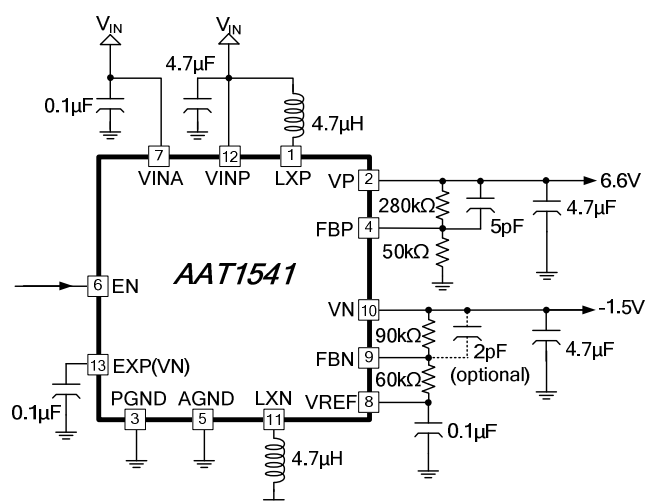 VIN VIN
4.7µF
0.1µF
4.7µH
7 12 1
VINA VINP LXP
VP 2 6.6V
280kΩ 5pF 4.7µF
FBP 4
50kΩ
AAT1541
6 EN
VN 10 -1.5V
90kΩ 2pF 4.7µF
(optional)
FBN 9
13 EXP(VN)
60kΩ
PGND AGND LXN VREF 8
0.1µF 3 5 11 0.1µF
4.7µH